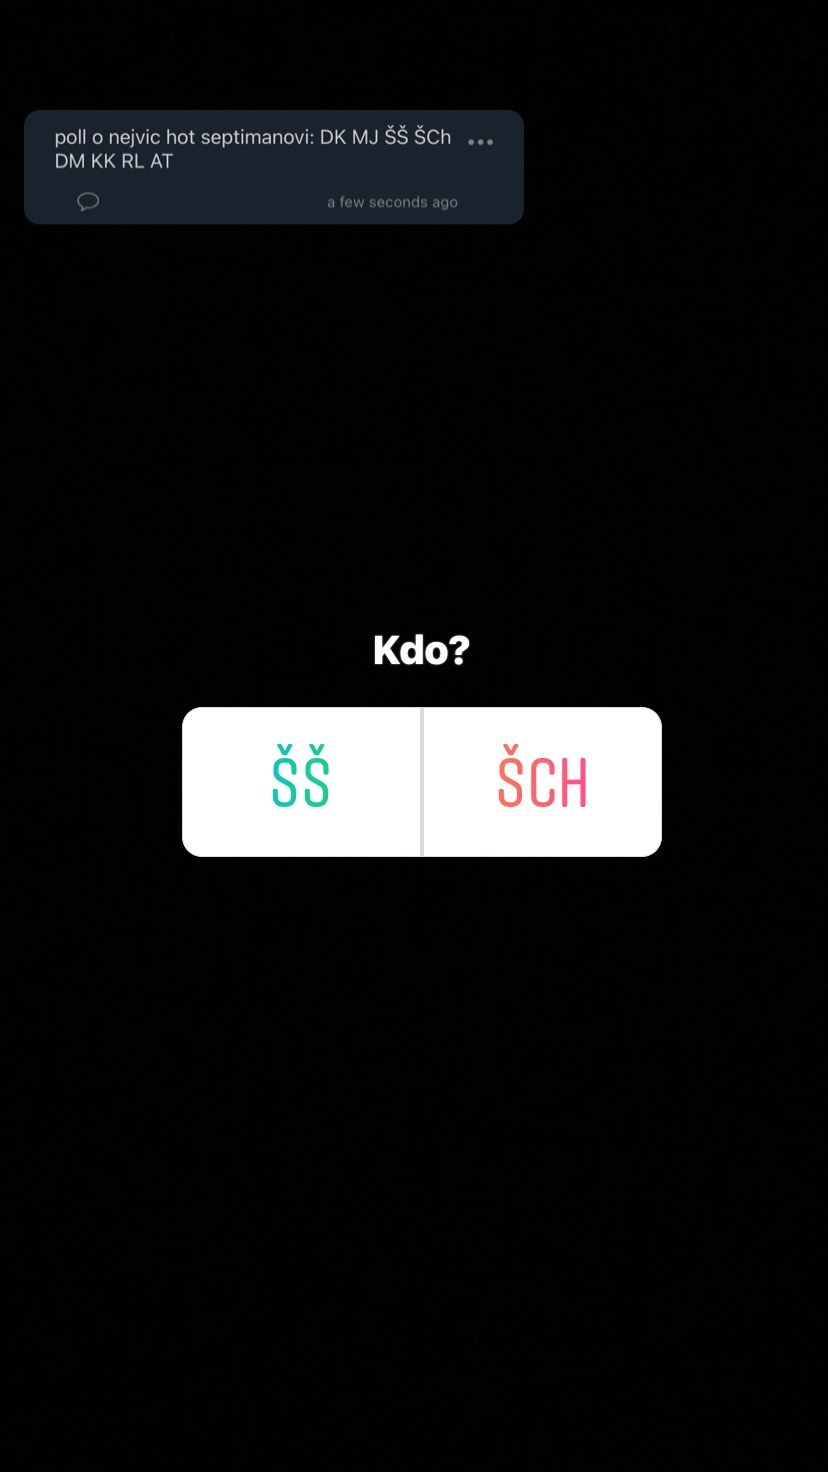 poll o nejvic hot septimanovi: DK MJ ŠŠ ŠCh
DM KK RL AT
a few seconds ago
Kdo?
ŠŠ ŠCH